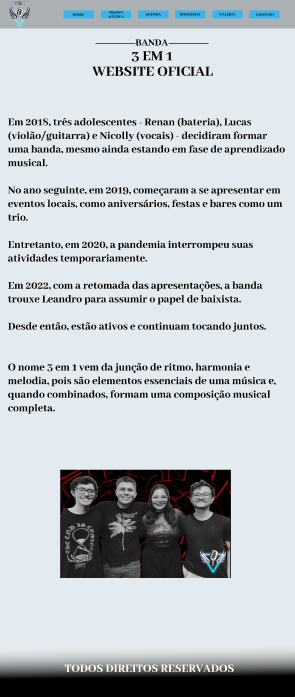 HOME
PROJETO
ACÚSTICO
AGENDA
INTEGRANTES
GALERIA
CONTATO
BANDA
3 EM 1
WEBSITE OFICIAL
Em 2018, três adolescentes - Renan (bateria), Lucas
(violão/guitarra) e Nicolly (vocais) - decidiram formar
uma banda, mesmo ainda estando em fase de aprendizado
musical.
No ano seguinte, em 2019, começaram a se apresentar em
eventos locais, como aniversários, festas e bares como um
trio.
Entretanto, em 2020, a pandemia interrompeu suas
atividades temporariamente.
Em 2022, com a retomada das apresentações, a banda
trouxe Leandro para assumir o papel de baixista.
Desde então, estão ativos e continuam tocando juntos.
O nome 3 em 1 vem da junção de ritmo, harmonia e
melodia, pois são elementos essenciais de uma música e,
quando combinados, formam uma composição musical
completa.
TODOS DIREITOS RESERVADOS